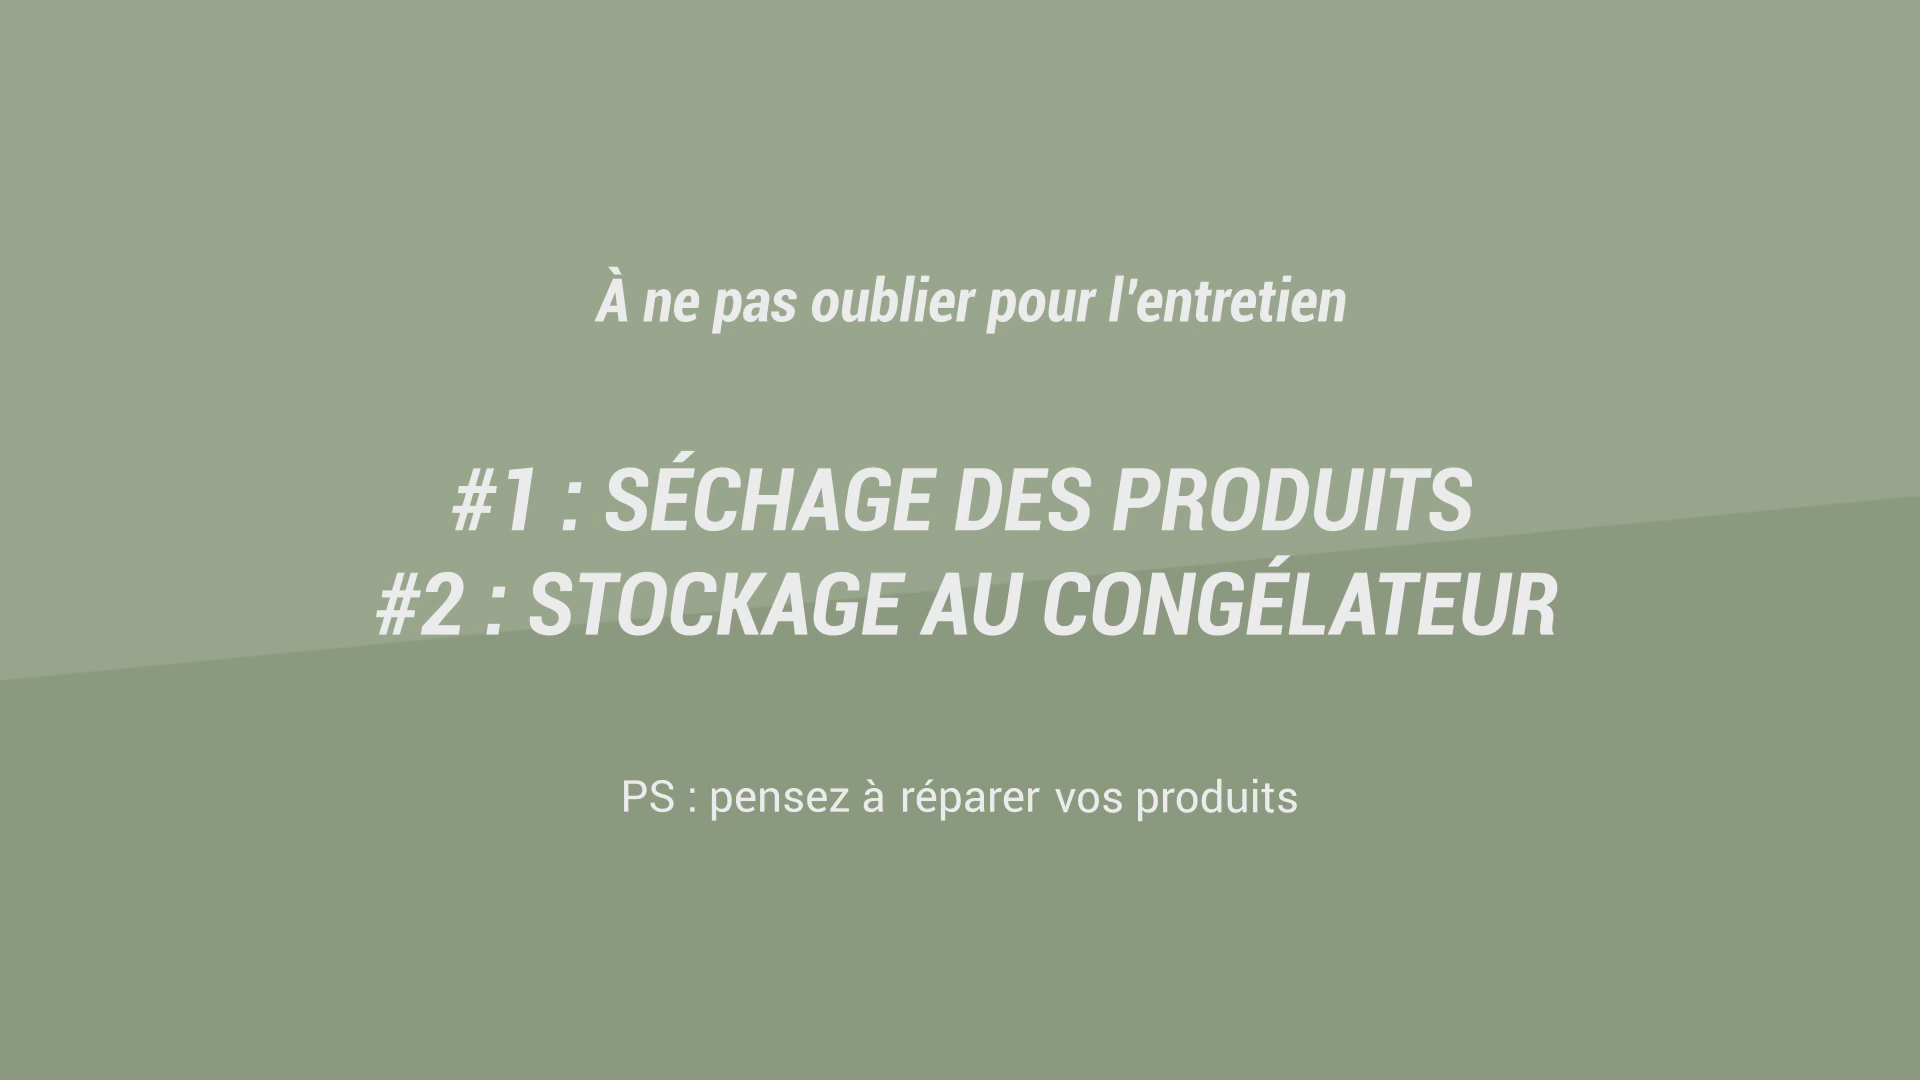 À ne pas oublier pour l'entretien
#1 : SÉCHAGE DES PRODUITS
#2 : STOCKAGE AU CONGÉLATEUR
PS : pensez à réparer vos produits